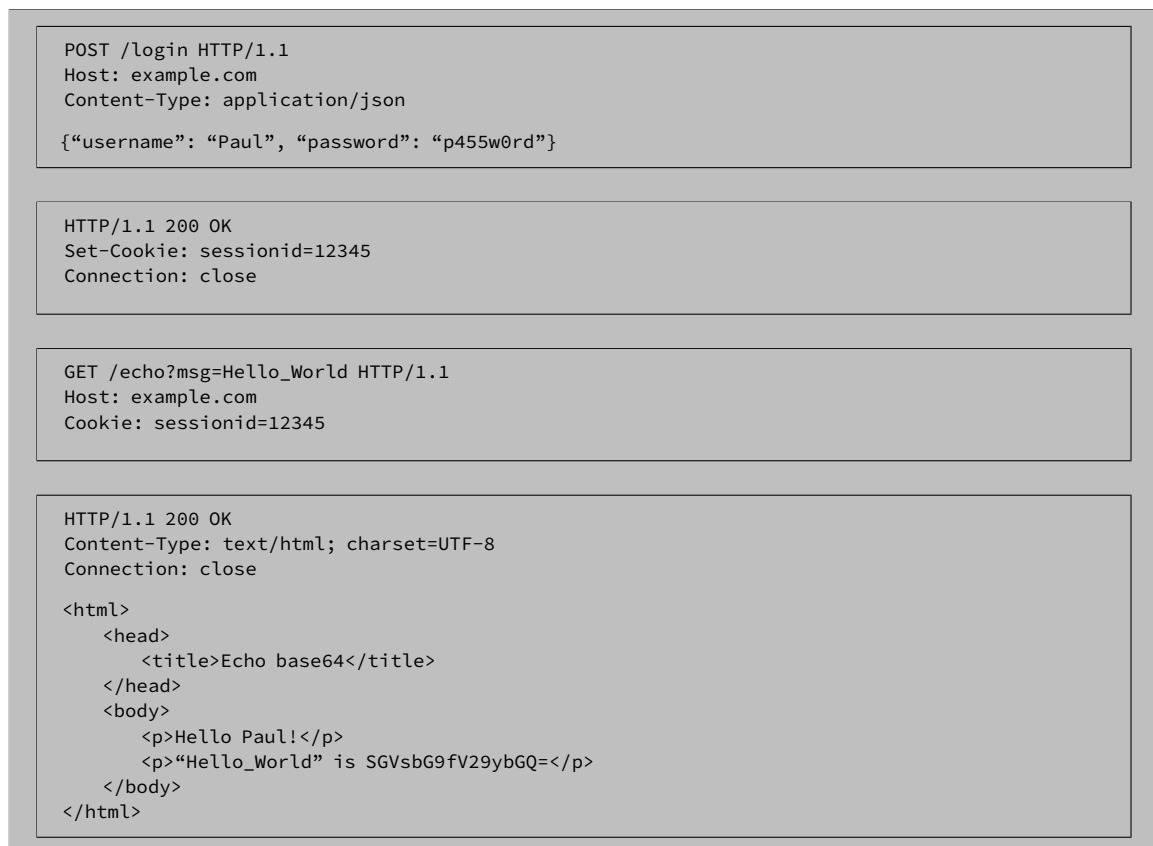 POST /login HTTP/1.1
Host: example.com
Content-Type: application/json
{“username”: “Paul”, “password”: “p455w0rd”}
HTTP/1.1 200 OK
Set-Cookie: sessionid=12345
Connection: close
GET /echo?msg=Hello_World HTTP/1.1
Host: example.com
Cookie: sessionid=12345
HTTP/1.1 200 OK
Content-Type: text/html; charset=UTF-8
Connection: close
<html>
<head>
<title>Echo base64</title>
</head>
<body>
<p>Hello Paul!</p>
<p>“Hello_World” is SGVsbG9fV29ybGQ=</p>
</body>
</html>